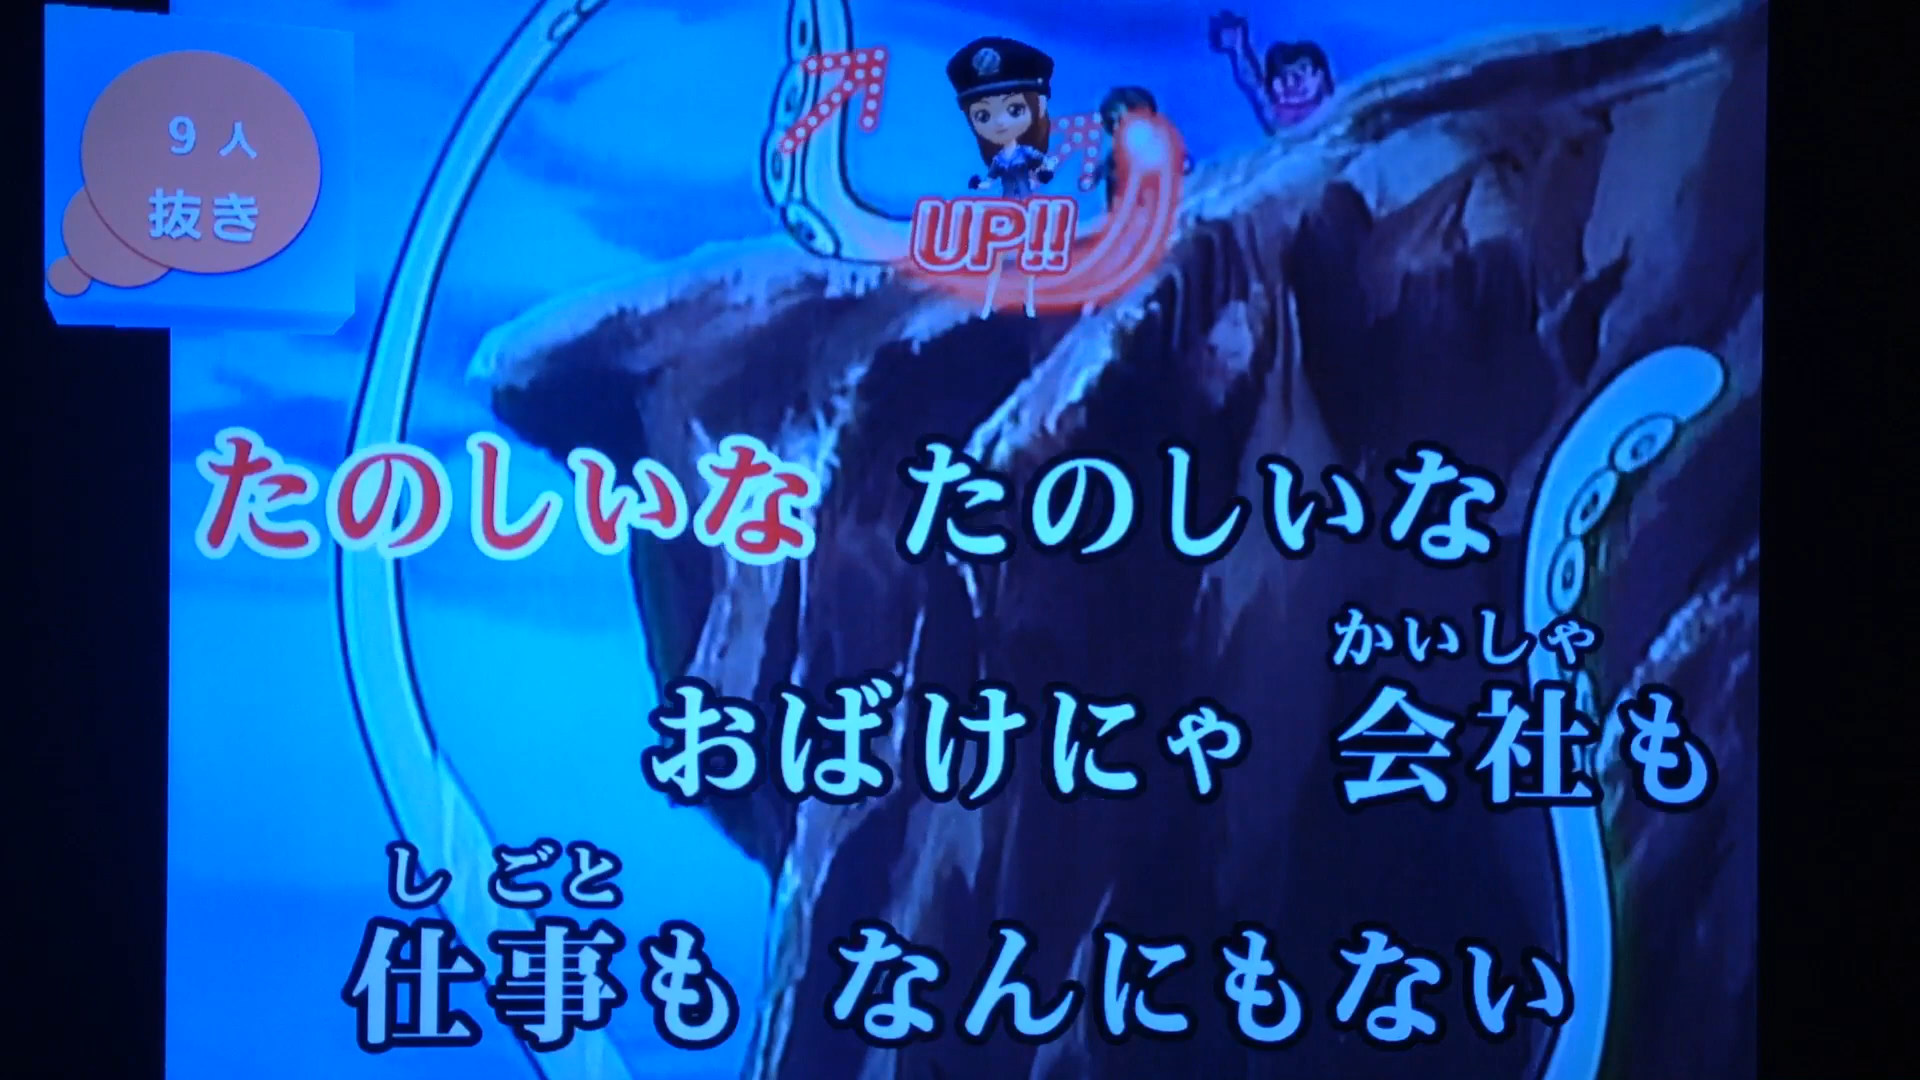 9人
抜き
UP!!
たのしいな たのしいな
かいしゃ
おばけにゃ 会社も
しごと
仕事も なんにもない